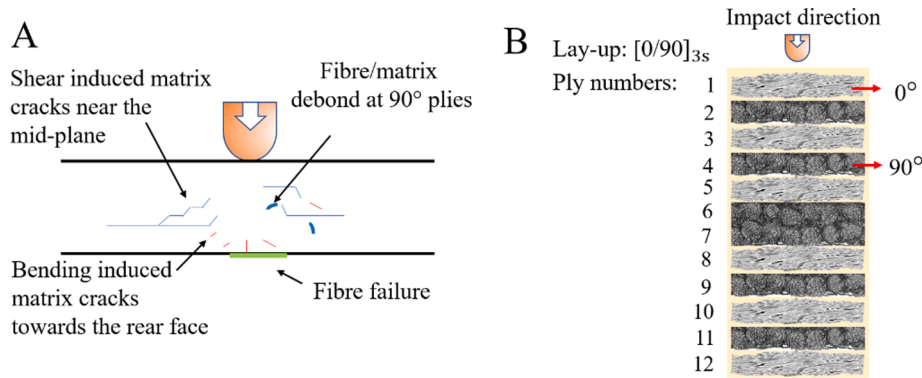 A
Shear induced matrix
cracks near the
mid-plane
Fibre/matrix
debond at 90° plies
Bending induced
matrix cracks
towards the rear face
Fibre failure
B
Impact direction
Lay-up: [0/90]3s
Ply numbers:
1
0°
2
3
4
90°
5
6
7
8
9
10
11
12